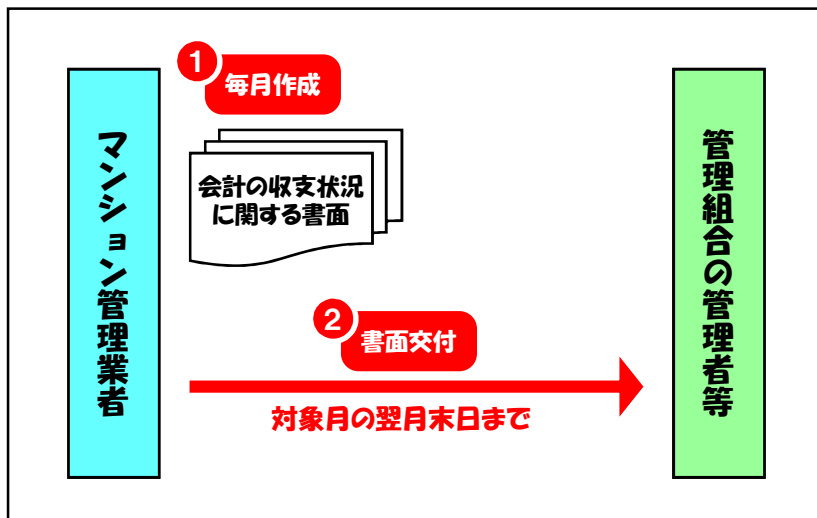 1
毎月作成
マンション管理業者
会計の収支状況
に関する書面
2
書面交付
対象月の翌月末日まで
管理組合の管理者等